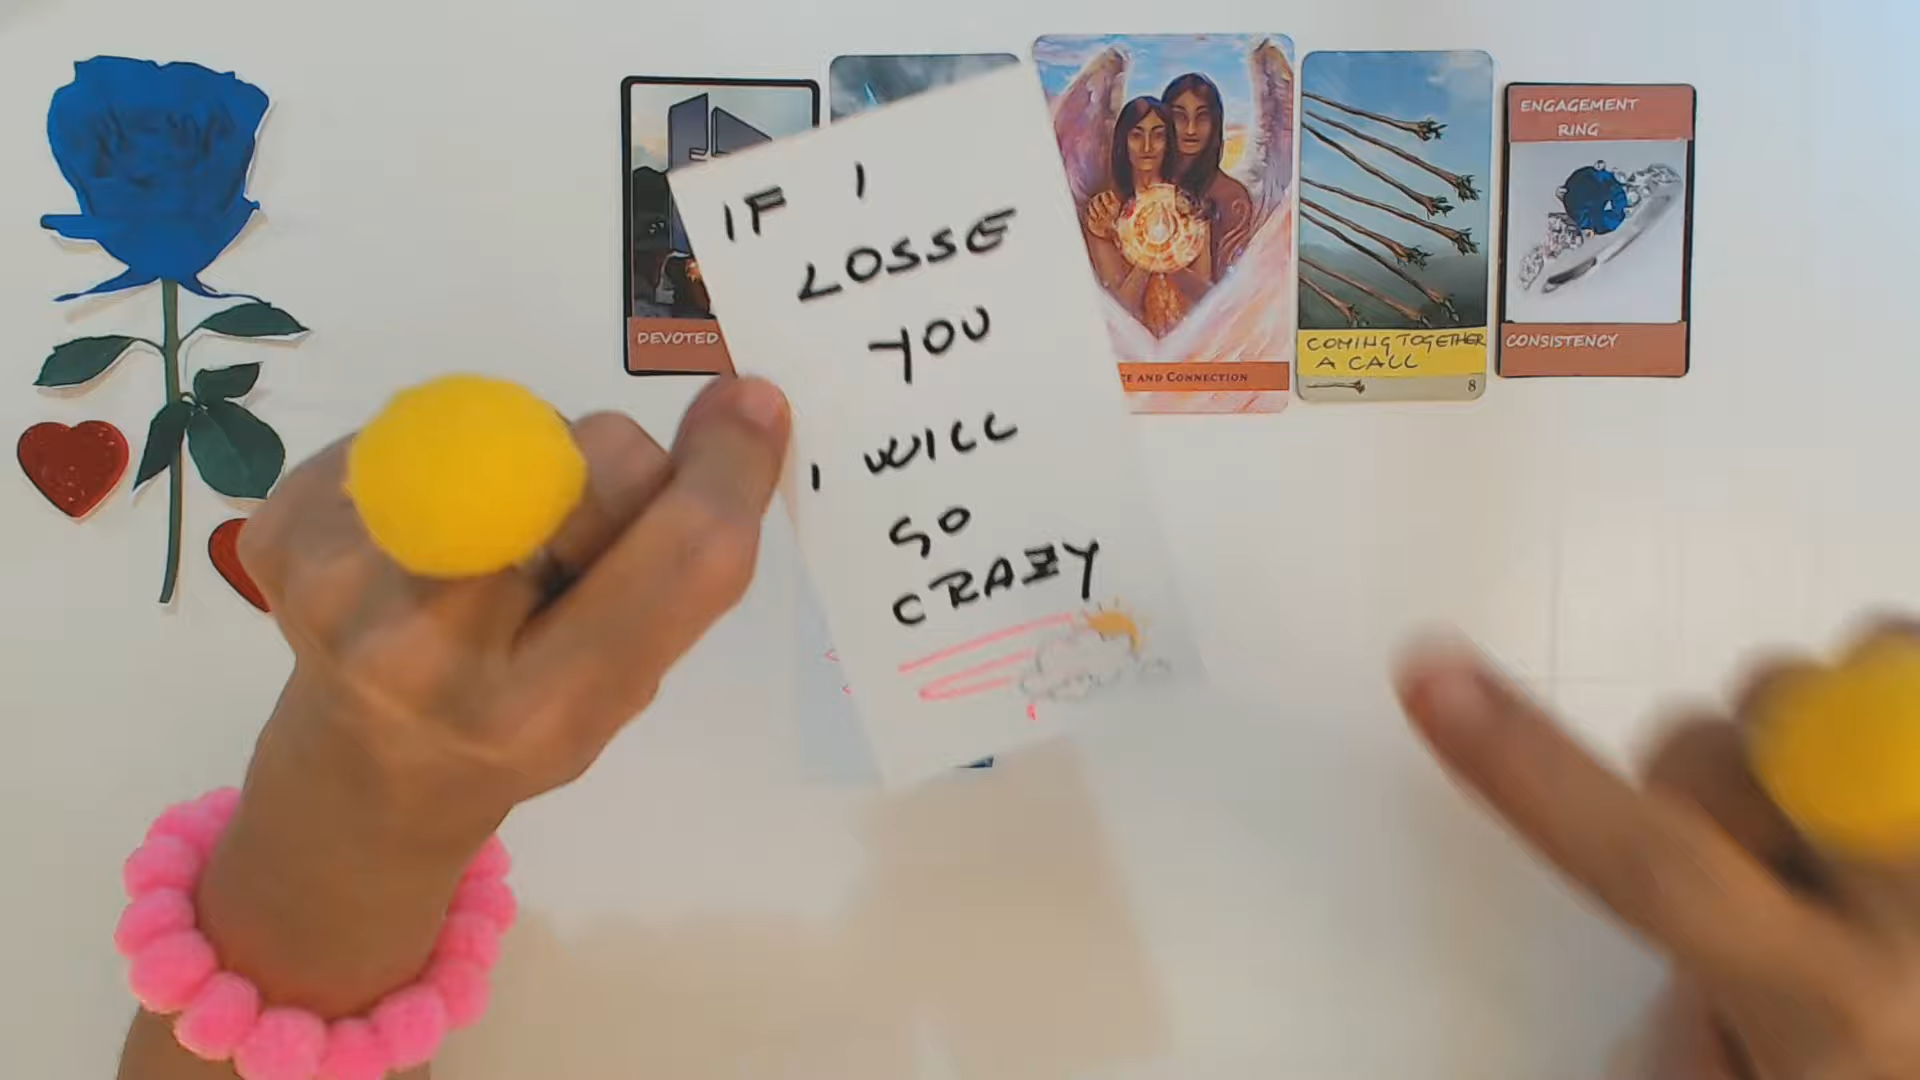 IF I
LOSSE
YOU
I WILL
GO
CRAZY
DEVOTED
AND CONNECTION
COMING TOGETHER
A CALL
8
ENGAGEMENT
RING
CONSISTENCY